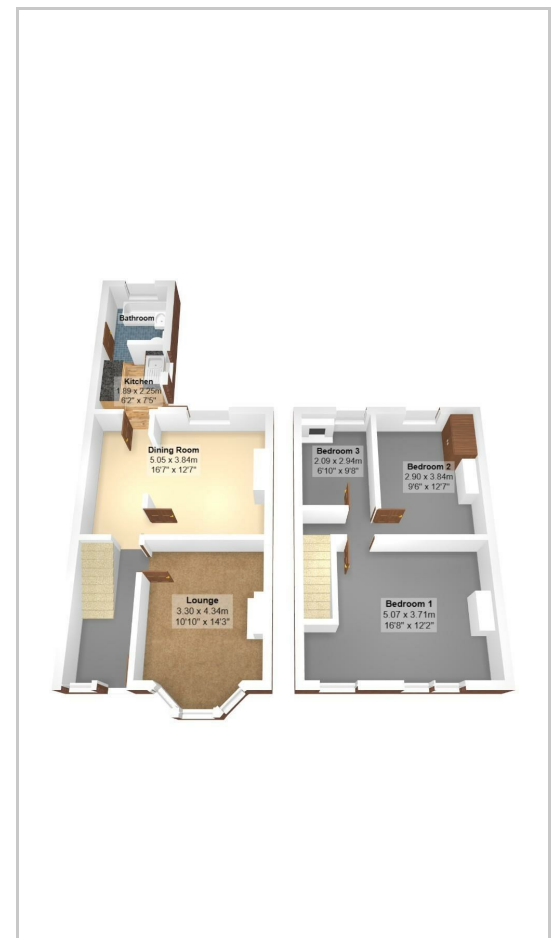 Bathroom
Kitchen
1.89 x 2.25m
6'2" x 7'5"
Dining Room
5.05 x 3.84m
16'7" x 12'7"
Lounge
3.30 x 4.34m
10'10" x 14'3"
Bedroom 3
2.09 x 2.94m
6'10" x 9'8"
Bedroom 2
2.90 x 3.84m
9'6" x 12'7"
Bedroom 1
5.07 x 3.71m
16'8" x 12'2"